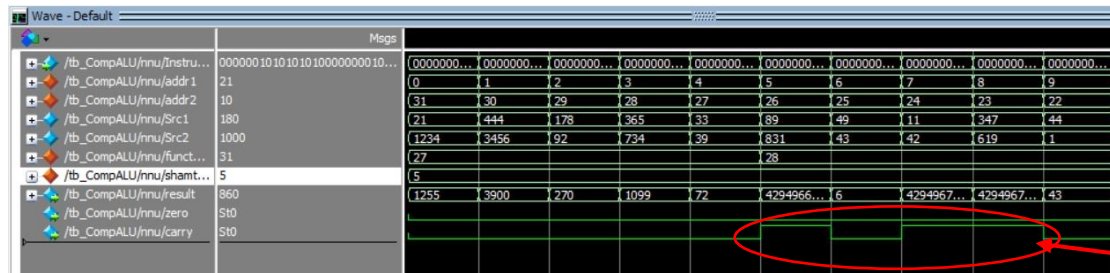 Wave - Default
Msgs
/tb_CompALU/nnu/Instru... 000000101010101000000010... 0000000... 0000000... 0000000... 0000000... 0000000... 0000000... 0000000... 0000000... 0000000... 0000000...
/tb_CompALU/nnu/addr1 21 0 1 2 3 4 5 6 7 8 9
/tb_CompALU/nnu/addr2 10 31 30 29 28 27 26 25 24 23 22
/tb_CompALU/nnu/Src1 180 21 444 178 365 33 89 49 11 347 44
/tb_CompALU/nnu/Src2 1000 1234 3456 92 734 39 831 43 42 619 1
/tb_CompALU/nnu/funct... 31 27 28
/tb_CompALU/nnu/shamt... 5 5
/tb_CompALU/nnu/result 860 1255 3900 270 1099 72 4294966... 6 4294967... 4294967... 43
/tb_CompALU/nnu/zero St0
/tb_CompALU/nnu/carry St0